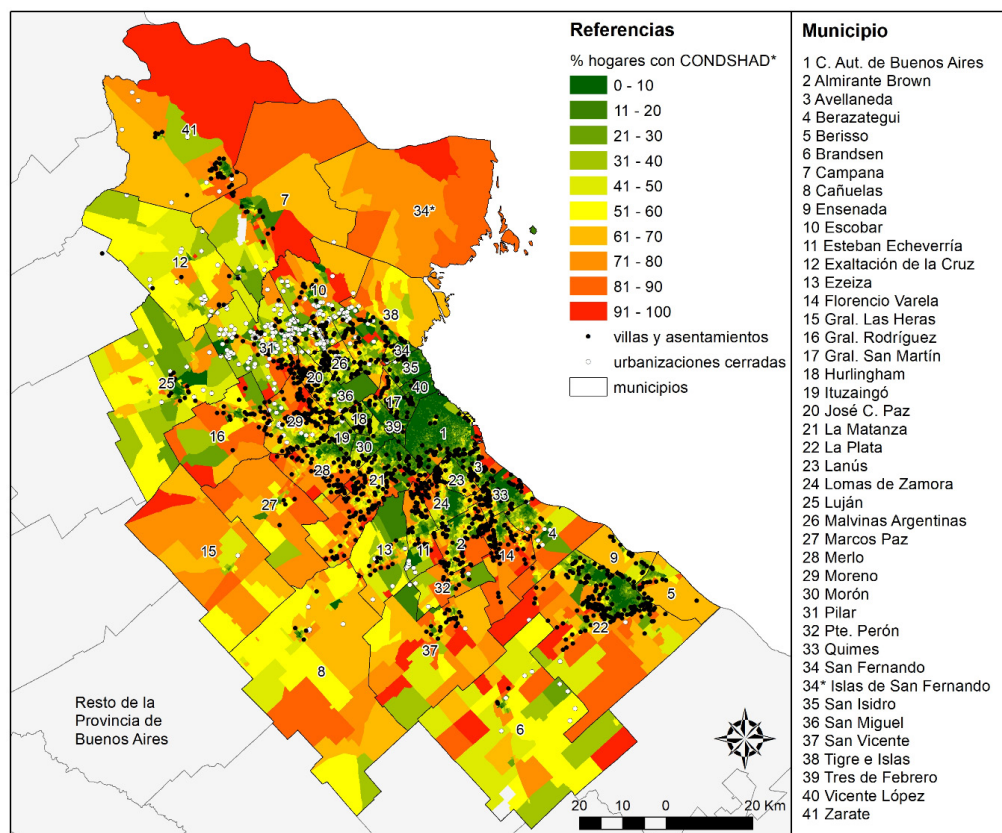 Referencias
% hogares con CONDSHAD*
0 - 10
11 - 20
21 - 30
31 - 40
41 - 50
51 - 60
61 - 70
71 - 80
81 - 90
91 - 100
villas y asentamientos
urbanizaciones cerradas
municipios
Municipio
1 C. Aut. de Buenos Aires
2 Almirante Brown
3 Avellaneda
4 Berazategui
5 Berisso
6 Brandsen
7 Campana
8 Cañuelas
9 Ensenada
10 Escobar
11 Esteban Echeverría
12 Exaltación de la Cruz
13 Ezeiza
14 Florencio Varela
15 Gral. Las Heras
16 Gral. Rodríguez
17 Gral. San Martín
18 Hurlingham
19 Ituzaingó
20 José C. Paz
21 La Matanza
22 La Plata
23 Lanús
24 Lomas de Zamora
25 Luján
26 Malvinas Argentinas
27 Marcos Paz
28 Merlo
29 Moreno
30 Morón
31 Pilar
32 Pte. Perón
33 Quimes
34 San Fernando
34* Islas de San Fernando
35 San Isidro
36 San Miguel
37 San Vicente
38 Tigre e Islas
39 Tres de Febrero
40 Vicente López
41 Zarate
41
7
34*
12
10
38
31
34
26
35
20
40
25
36
17
18
39
29
1
16
19
30
3
28
23
21
33
24
27
4
2
13
11
14
15
9
32
5
22
37
8
6
Resto de la
Provincia de
Buenos Aires
20 10 0 20 Km